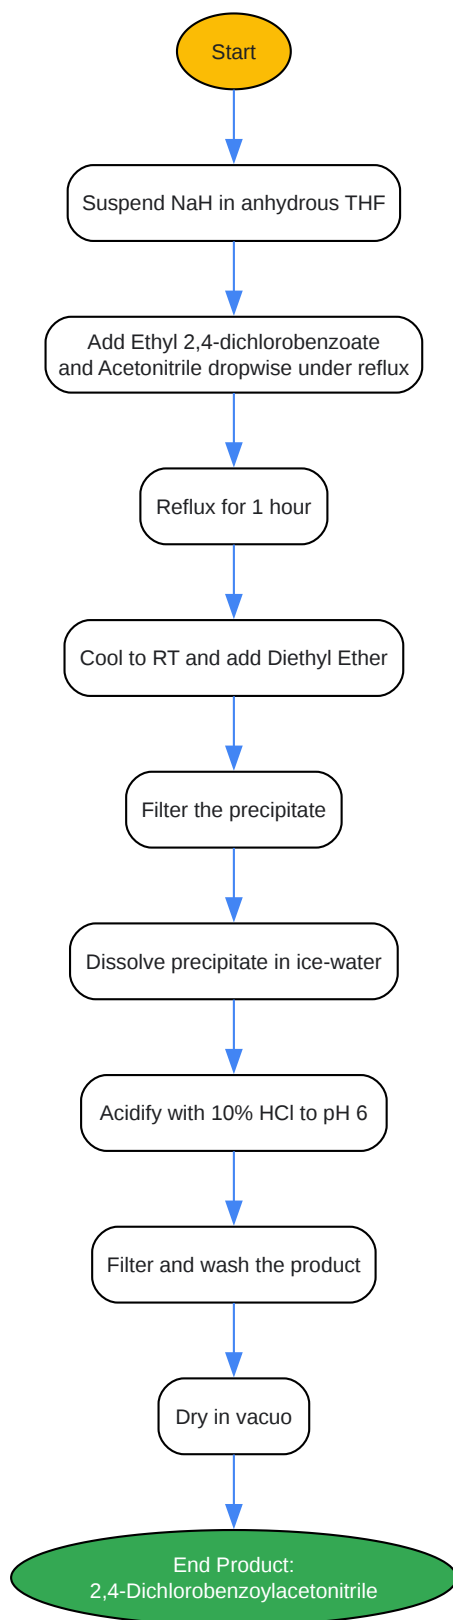 Start
Suspend NaH in anhydrous THF
Add Ethyl 2,4-dichlorobenzoate
and Acetonitrile dropwise under reflux
Reflux for 1 hour
Cool to RT and add Diethyl Ether
Filter the precipitate
Dissolve precipitate in ice-water
Acidify with 10% HCl to pH 6
Filter and wash the product
Dry in vacuo
End Product:
2,4-Dichlorobenzoylacetonitrile